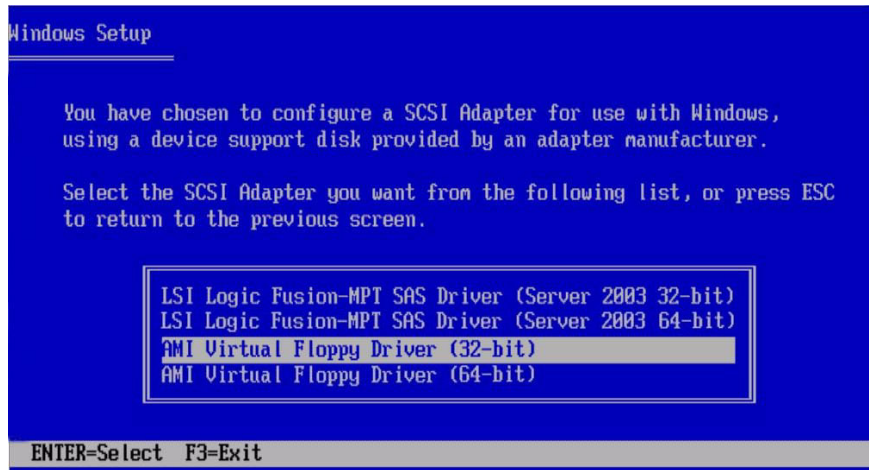 Windows Setup
You have chosen to configure a SCSI Adapter for use with Windows,
using a device support disk provided by an adapter manufacturer.
Select the SCSI Adapter you want from the following list, or press ESC
to return to the previous screen.
LSI Logic Fusion-MPT SAS Driver (Server 2003 32-bit)
LSI Logic Fusion-MPT SAS Driver (Server 2003 64-bit)
AMI Virtual Floppy Driver (32-bit)
AMI Virtual Floppy Driver (64-bit)
ENTER=Select F3=Exit